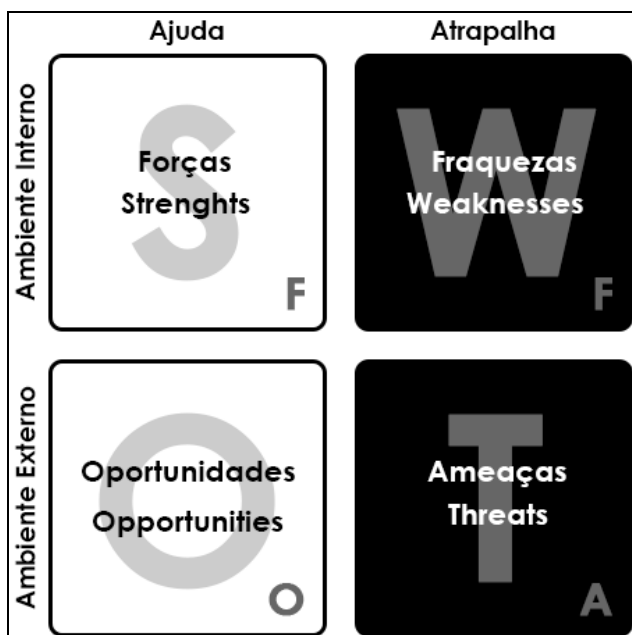 Ajuda
Atrapalha
Ambiente Interno
S
Forças
Strenghts
F
W
Fraquezas
Weaknesses
F
Ambiente Externo
O
Oportunidades
Opportunities
O
T
Ameaças
Threats
A